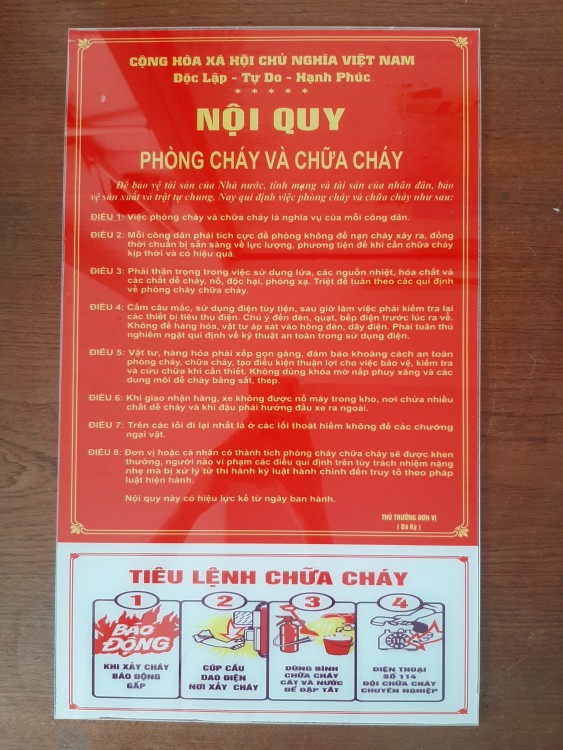 CỘNG HÒA XÃ HỘI CHỦ NGHĨA VIỆT NAM
Độc Lập - Tự Do - Hạnh Phúc
* * * * *
NỘI QUY
PHÒNG CHÁY VÀ CHỮA CHÁY
Để bảo vệ tài sản của Nhà nước, tính mạng và tài sản của nhân dân, bảo
vệ sản xuất và trật tự chung. Nay qui định việc phòng cháy và chữa cháy như sau:
ĐIỀU 1: Việc phòng cháy và chữa cháy là nghĩa vụ của mỗi công dân.
ĐIỀU 2: Mỗi công dân phải tích cực đề phòng không để nạn cháy xảy ra, đồng
thời chuẩn bị sẵn sàng về lực lượng, phương tiện để khi cần chữa cháy
kịp thời và có hiệu quả.
ĐIỀU 3: Phải thận trọng trong việc sử dụng lửa, các nguồn nhiệt, hóa chất và
các chất dễ cháy, nổ, độc hại, phóng xạ. Triệt để tuân theo các qui định
về phòng cháy chữa cháy.
ĐIỀU 4: Cấm câu mắc, sử dụng điện tùy tiện, sau giờ làm việc phải kiểm tra lại
các thiết bị tiêu thụ điện. Chú ý đến đèn, quạt, bếp điện trước lúc ra về.
Không để hàng hóa, vật tư áp sát vào hông đèn, dây điện. Phải tuân thủ
nghiêm ngặt qui định về kỹ thuật an toàn trong sử dụng điện.
ĐIỀU 5: Vật tư, hàng hóa phải xếp gọn gàng, đảm bảo khoảng cách an toàn
phòng cháy, chữa cháy, tạo điều kiện thuận lợi cho việc bảo vệ, kiểm tra
và cứu chữa khi cần thiết. Không dùng khóa mở nắp phuy xăng và các
dung môi dễ cháy bằng sắt, thép.
ĐIỀU 6: Khi giao nhận hàng, xe không được nổ máy trong kho, nơi chứa nhiều
chất dễ cháy và khi đậu phải hướng đầu xe ra ngoài.
ĐIỀU 7: Trên các lối đi lại nhất là ở các lối thoát hiểm không để các chướng
ngại vật.
ĐIỀU 8: Đơn vị hoặc cá nhân có thành tích phòng cháy chữa cháy sẽ được khen
thưởng, người nào vi phạm các điều qui định trên tùy trách nhiệm nặng
nhẹ mà bị xử lý từ thi hành kỷ luật hành chính đến truy tố theo pháp
luật hiện hành.
Nội quy này có hiệu lực kể từ ngày ban hành.
THỦ TRƯỞNG ĐƠN VỊ
( Đã Ký )
TIÊU LỆNH CHỮA CHÁY
1
BÁO
ĐỘNG
KHI XẢY CHÁY
BÁO ĐỘNG
GẤP
2
CÚP CẦU
DAO ĐIỆN
NƠI XẢY CHÁY
3
DÙNG BÌNH
CHỮA CHÁY
CÁT VÀ NƯỚC
ĐỂ DẬP TẮT
4
ĐIỆN THOẠI
SỐ 114
ĐỘI CHỮA CHÁY
CHUYÊN NGHIỆP